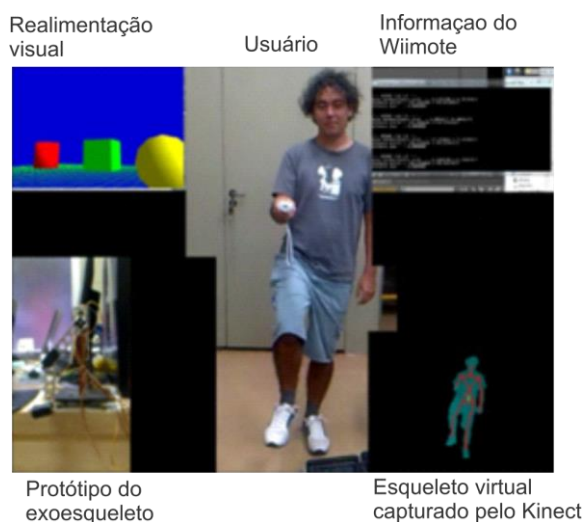 Realimentação
visual
Usuário
Informaçao do
Wiimote
Protótipo do
exoesqueleto
Esqueleto virtual
capturado pelo Kinect